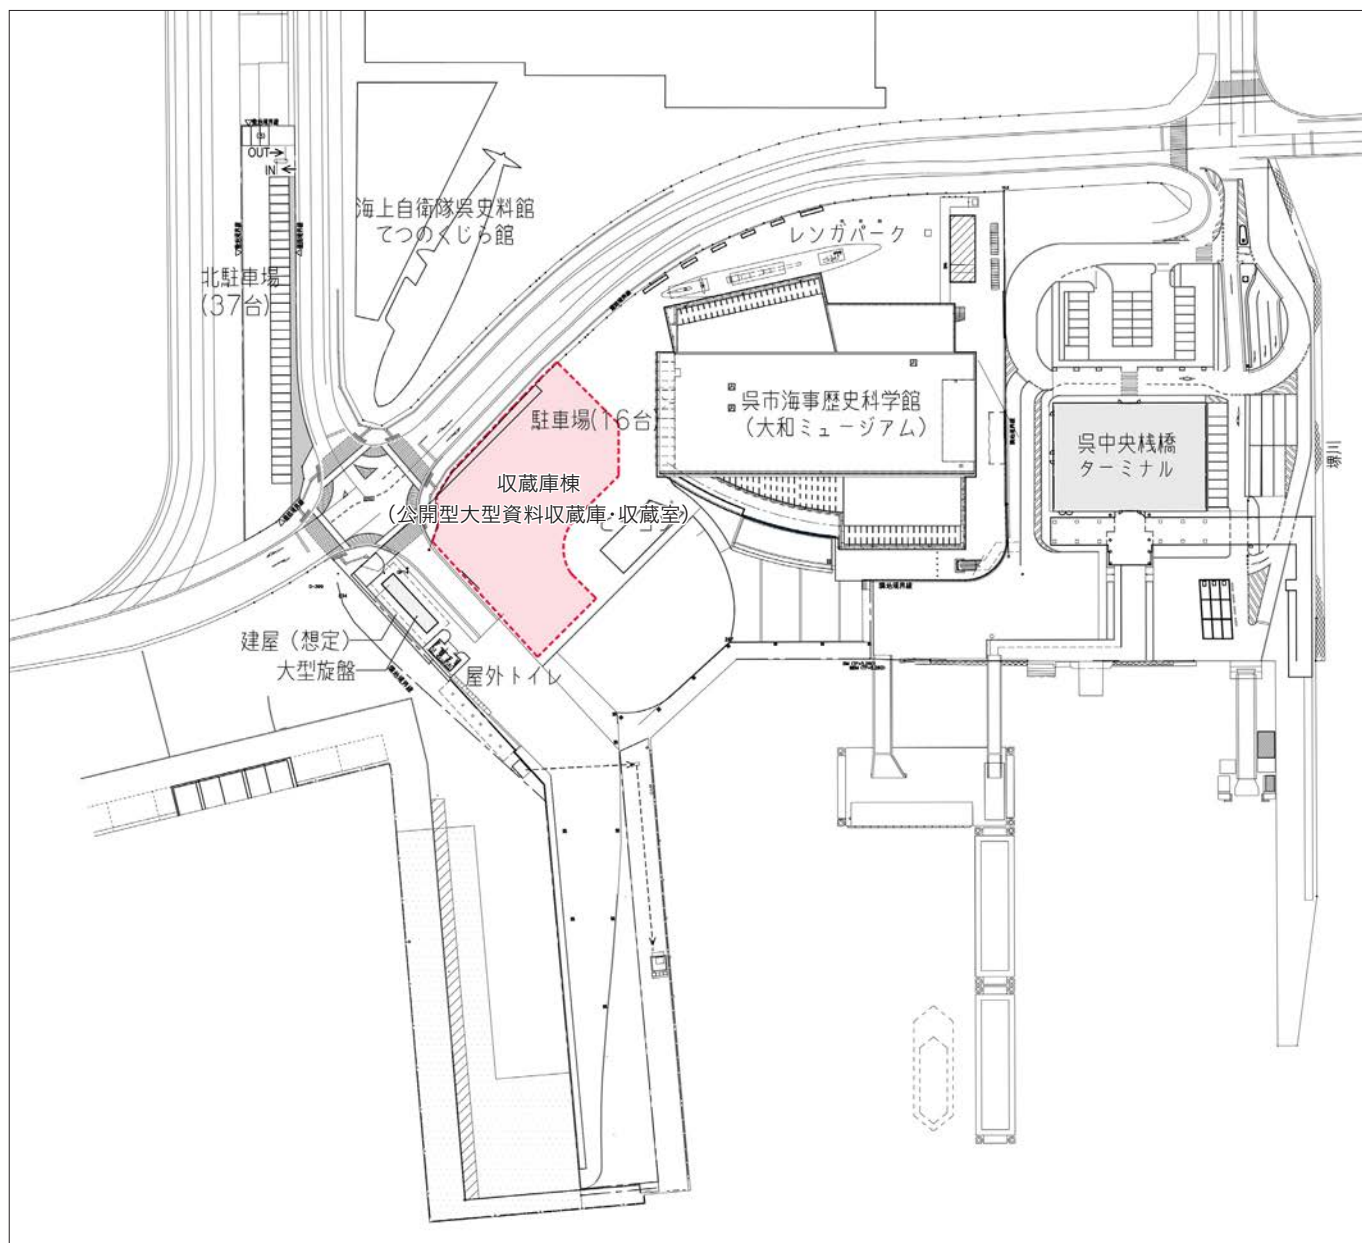 OUT
IN
海上自衛隊呉史料館
てつのくじら館
レンガパーク
北駐車場
(37台)
駐車場(16台)
呉市海事歴史科学館
(大和ミュージアム)
呉中央桟橋
ターミナル
堺川
収蔵庫棟
(公開型大型資料収蔵庫・収蔵室)
建屋(想定)
大型旋盤
屋外トイレ